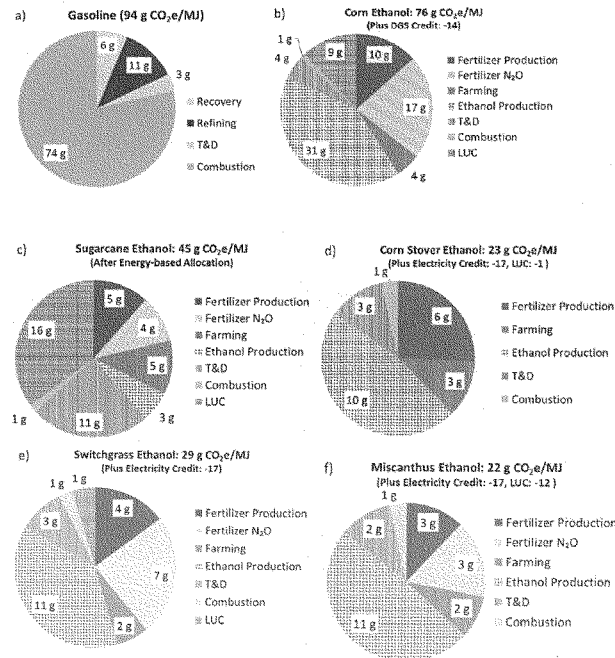 a)
Gasoline (94 g CO₂e/MJ)
6 g
11 g
3 g
74 g
Recovery
Refining
T&D
Combustion
b)
Corn Ethanol: 76 g CO₂e/MJ
(Plus DGS Credit: -14)
1 g
4 g
9 g
10 g
17 g
31 g
4 g
Fertilizer Production
Fertilizer N₂O
Farming
Ethanol Production
T&D
Combustion
LUC
c)
Sugarcane Ethanol: 45 g CO₂e/MJ
(After Energy-based Allocation)
5 g
16 g
4 g
5 g
1 g
11 g
3 g
Fertilizer Production
Fertilizer N₂O
Farming
Ethanol Production
T&D
Combustion
LUC
d)
Corn Stover Ethanol: 23 g CO₂e/MJ
(Plus Electricity Credit: -17, LUC: -1 )
1 g
3 g
6 g
10 g
3 g
Fertilizer Production
Farming
Ethanol Production
T&D
Combustion
e)
Switchgrass Ethanol: 29 g CO₂e/MJ
(Plus Electricity Credit: -17)
1 g
1 g
3 g
4 g
7 g
11 g
2 g
Fertilizer Production
Fertilizer N₂O
Farming
Ethanol Production
T&D
Combustion
LUC
f)
Miscanthus Ethanol: 22 g CO₂e/MJ
(Plus Electricity Credit: -17, LUC: -12 )
1 g
2 g
3 g
3 g
11 g
2 g
Fertilizer Production
Fertilizer N₂O
Farming
Ethanol Production
T&D
Combustion